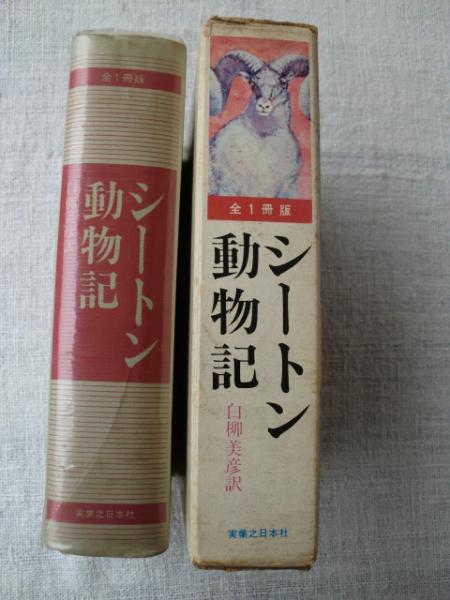 全1冊版
シートン
動物記
実業之日本社
全1冊版
シートン
動物記
白柳美彦訳
実業之日本社